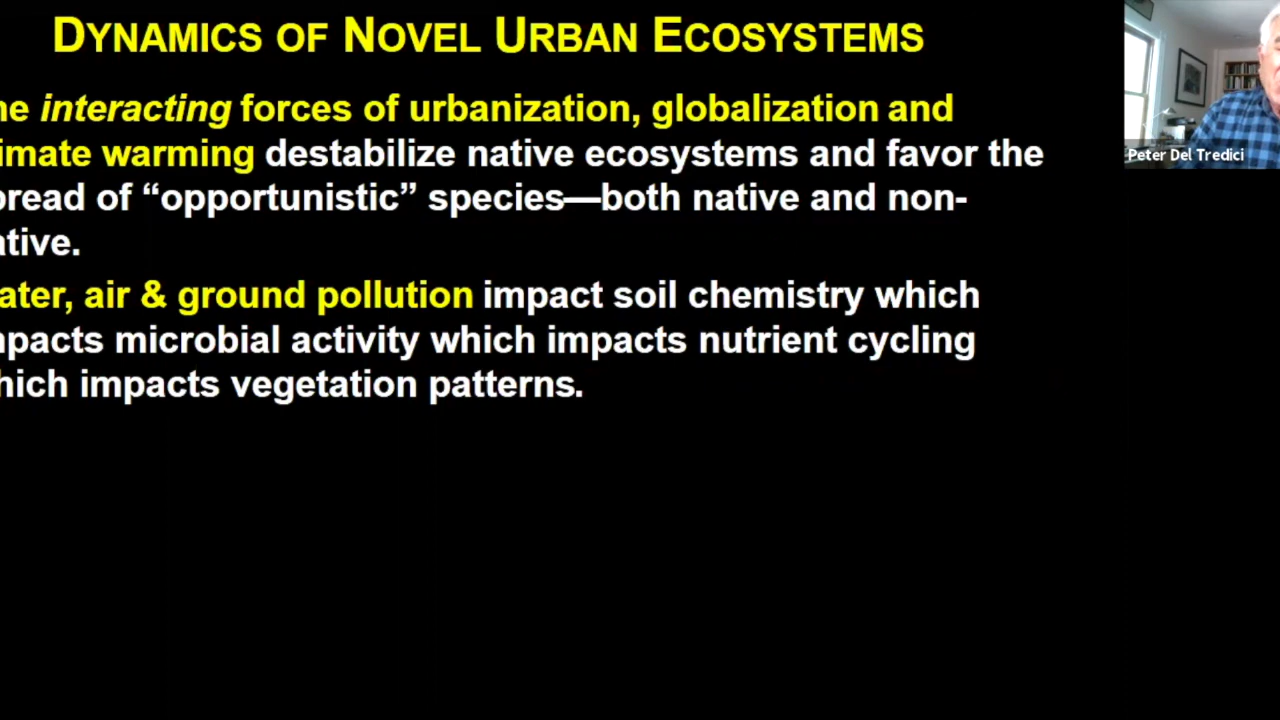 DYNAMICS OF NOVEL URBAN ECOSYSTEMS
he interacting forces of urbanization, globalization and
imate warming destabilize native ecosystems and favor the
pread of “opportunistic” species—both native and non-
ative.
ater, air & ground pollution impact soil chemistry which
mpacts microbial activity which impacts nutrient cycling
hich impacts vegetation patterns.
Peter Del Tredici